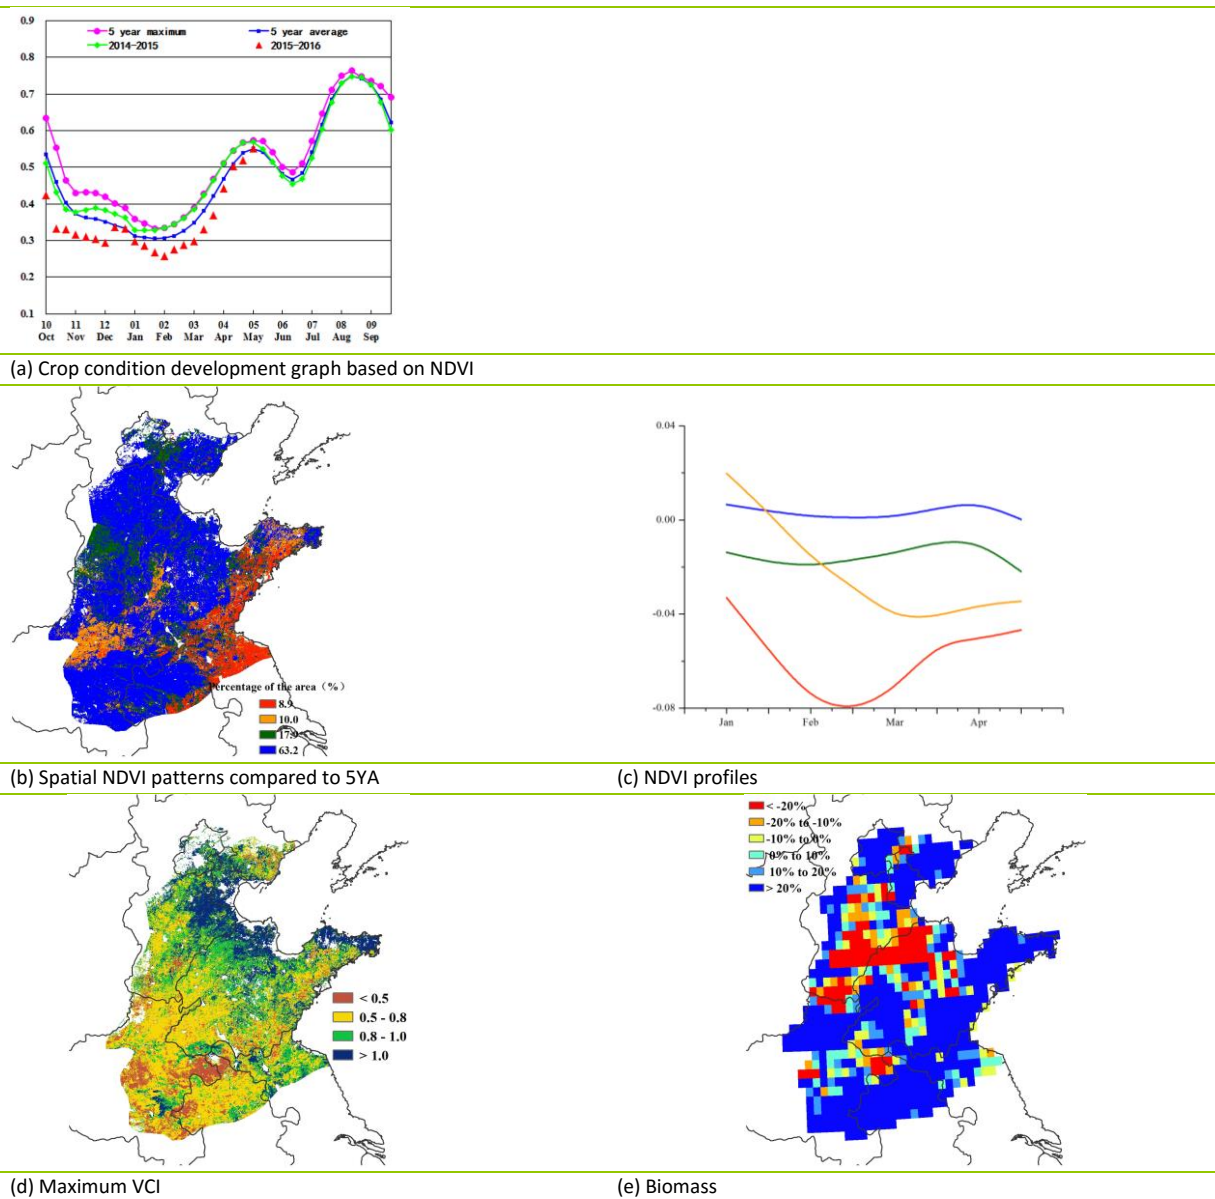 0.9
5 year maximum 5 year average
2014-2015 2015-2016
0.8
0.7
0.6
0.5
0.4
0.3
0.2
0.1
10 11 12 01 02 03 04 05 06 07 08 09
Oct Nov Dec Jan Feb Mar Apr May Jun Jul Aug Sep
(a) Crop condition development graph based on NDVI
Percentage of the area (%)
8.9
10.0
17.9
63.2
0.04
0.00
-0.04
-0.08
Jan Feb Mar Apr
(b) Spatial NDVI patterns compared to 5YA (c) NDVI profiles
< 0.5
0.5 - 0.8
0.8 - 1.0
> 1.0
< -20%
-20% to -10%
-10% to 0%
0% to 10%
10% to 20%
> 20%
(d) Maximum VCI (e) Biomass